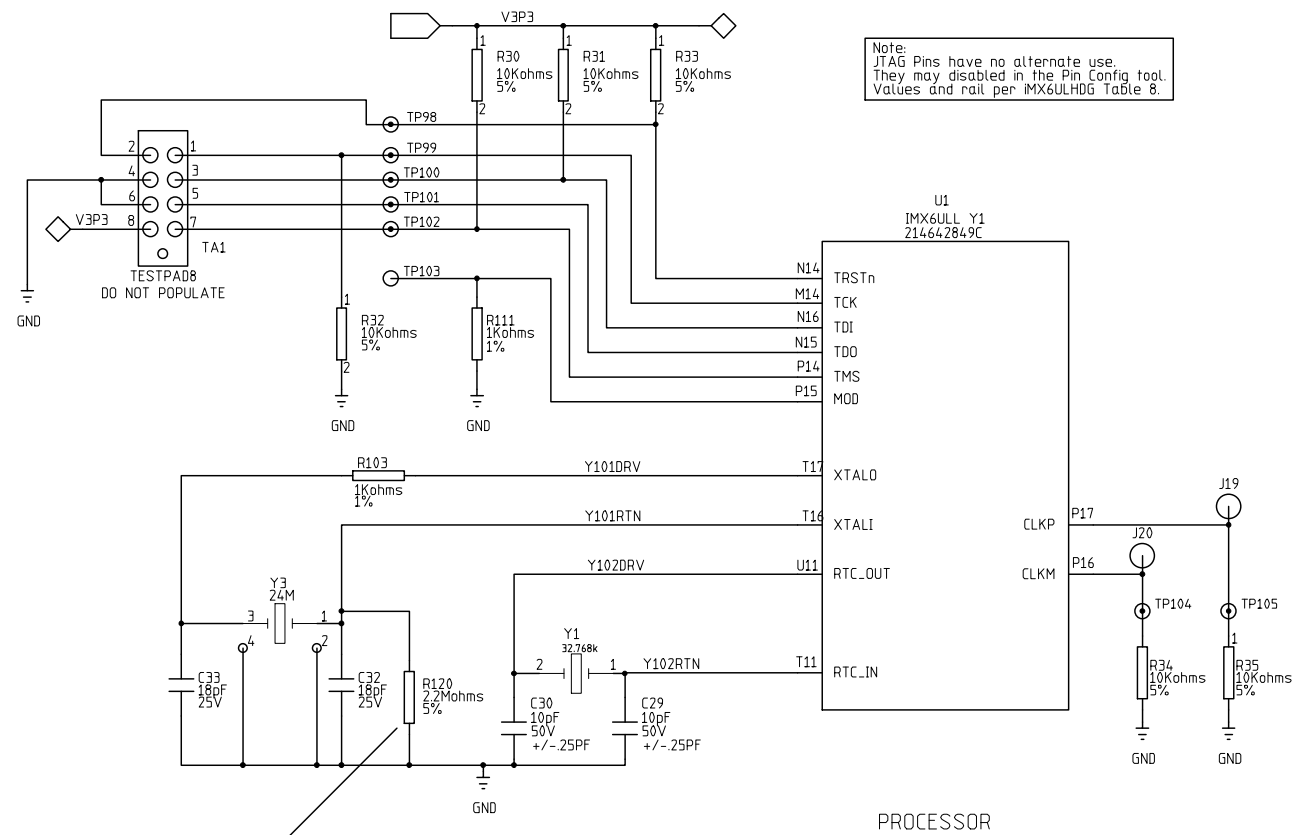 V3P3
1
R30
10Kohms
5%
2
1
R31
10Kohms
5%
2
1
R33
10Kohms
5%
2
Note:
JTAG Pins have no alternate use.
They may disabled in the Pin Config tool.
Values and rail per iMX6ULHDG Table 8.
TP98
TP99
TP100
TP101
TP102
TP103
2 1
4 3
6 5
V3P3 8 7
TA1
TESTPAD8
DO NOT POPULATE
GND
1
R32
10Kohms
5%
2
GND
R111
1Kohms
1%
GND
U1
IMX6ULL Y1
214642849C
N14 TRSTn
M14 TCK
N16 TDI
N15 TDO
P14 TMS
P15 MOD
R103
1Kohms
1%
Y101DRV T17 XTALO
Y101RTN T16 XTALI
Y102DRV U11 RTC_OUT
Y102RTN T11 RTC_IN
CLKP P17
CLKM P16
J19
J20
TP104
TP105
R34
10Kohms
5%
GND
1
R35
10Kohms
5%
GND
Y3
24M
3 1
4 2
C33
18pF
25V
C32
18pF
25V
R120
2.2Mohms
5%
Y1
32.768k
2 1
C30
10pF
50V
+/-.25PF
C29
10pF
50V
+/-.25PF
GND
PROCESSOR